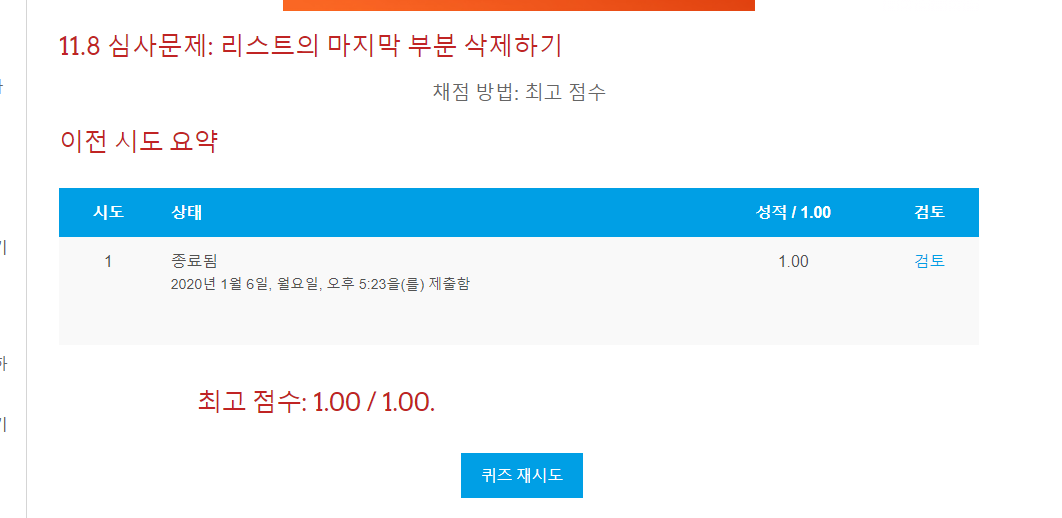 11.8 심사문제: 리스트의 마지막 부분 삭제하기
채점 방법: 최고 점수
이전 시도 요약
시도 상태 성적 / 1.00 검토
1 종료됨 1.00 검토
2020년 1월 6일, 월요일, 오후 5:23을(를) 제출함
최고 점수: 1.00 / 1.00.
퀴즈 재시도